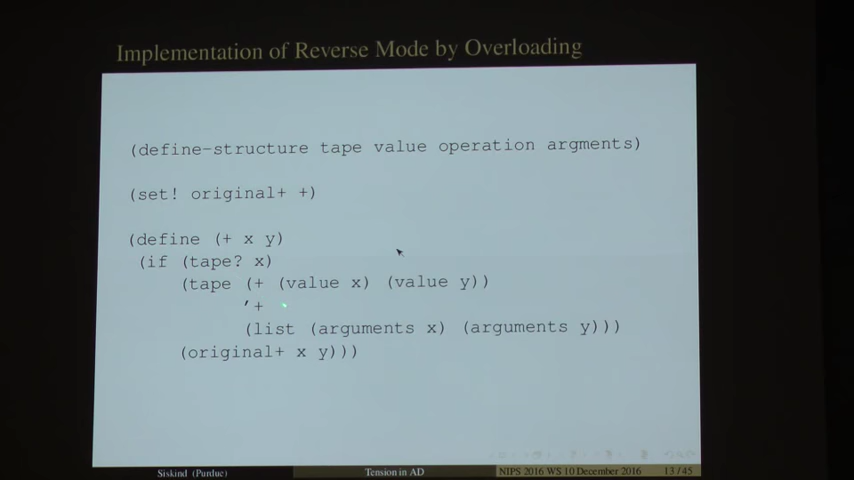 Implementation of Reverse Mode by Overloading
(define-structure tape value operation argments)
(set! original+ +)
(define (+ x y)
(if (tape? x)
(tape (+ (value x) (value y))
'+
(list (arguments x) (arguments y)))
(original+ x y)))
Siskind (Purdue) Tension in AD NIPS 2016 WS 10 December 2016 13 / 45